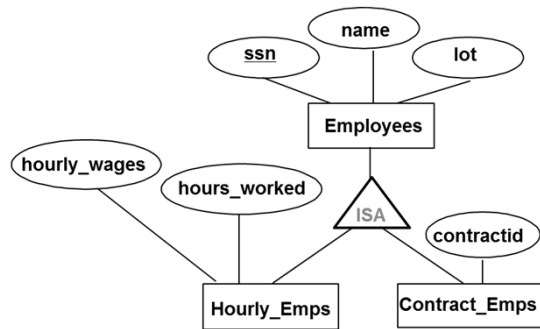 name
ssn
lot
Employees
hourly_wages
hours_worked
ISA
contractid
Hourly_Emps
Contract_Emps